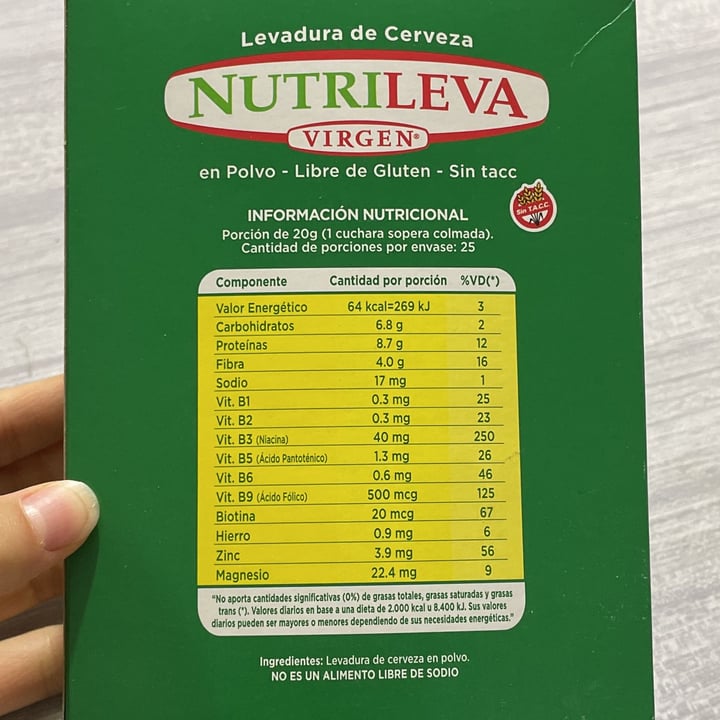 Levadura de Cerveza
NUTRILEVA
VIRGEN®
en Polvo - Libre de Gluten - Sin tacc
Sin T.A.C.C.
INFORMACIÓN NUTRICIONAL
Porción de 20g (1 cuchara sopera colmada).
Cantidad de porciones por envase: 25
Componente Cantidad por porción %VD(*)
Valor Energético 64 kcal=269 kJ 3
Carbohidratos 6.8 g 2
Proteínas 8.7 g 12
Fibra 4.0 g 16
Sodio 17 mg 1
Vit. B1 0.3 mg 25
Vit. B2 0.3 mg 23
Vit. B3 (Niacina) 40 mg 250
Vit. B5 (Ácido Pantoténico) 1.3 mg 26
Vit. B6 0.6 mg 46
Vit. B9 (Ácido Fólico) 500 mcg 125
Biotina 20 mcg 67
Hierro 0.9 mg 6
Zinc 3.9 mg 56
Magnesio 22.4 mg 9
"No aporta cantidades significativas (0%) de grasas totales, grasas saturadas y grasas
trans (*). Valores diarios en base a una dieta de 2.000 kcal u 8.400 kJ. Sus valores
diarios pueden ser mayores o menores dependiendo de sus necesidades energéticas."
Ingredientes: Levadura de cerveza en polvo.
NO ES UN ALIMENTO LIBRE DE SODIO